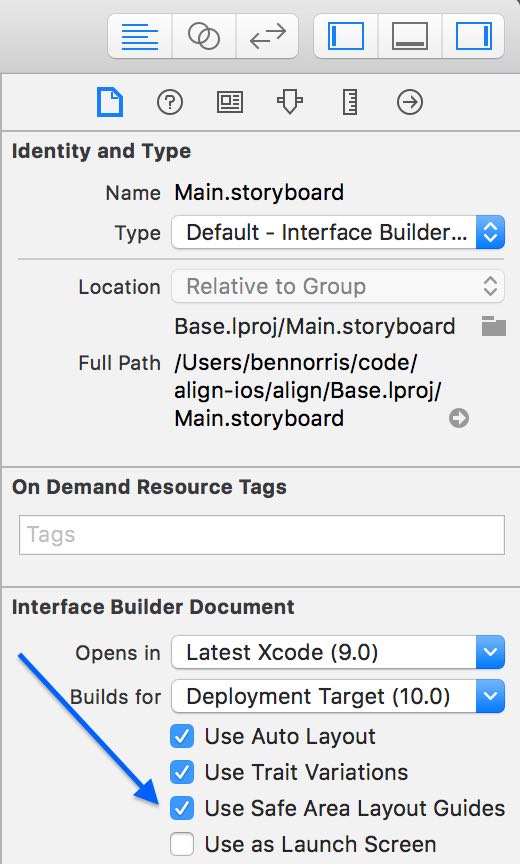 Identity and Type
Name Main.storyboard
Type Default - Interface Builder...
Location Relative to Group
Base.lproj/Main.storyboard
Full Path /Users/bennorris/code/
align-ios/align/Base.lproj/
Main.storyboard
On Demand Resource Tags
Tags
Interface Builder Document
Opens in Latest Xcode (9.0)
Builds for Deployment Target (10.0)
Use Auto Layout
Use Trait Variations
Use Safe Area Layout Guides
Use as Launch Screen